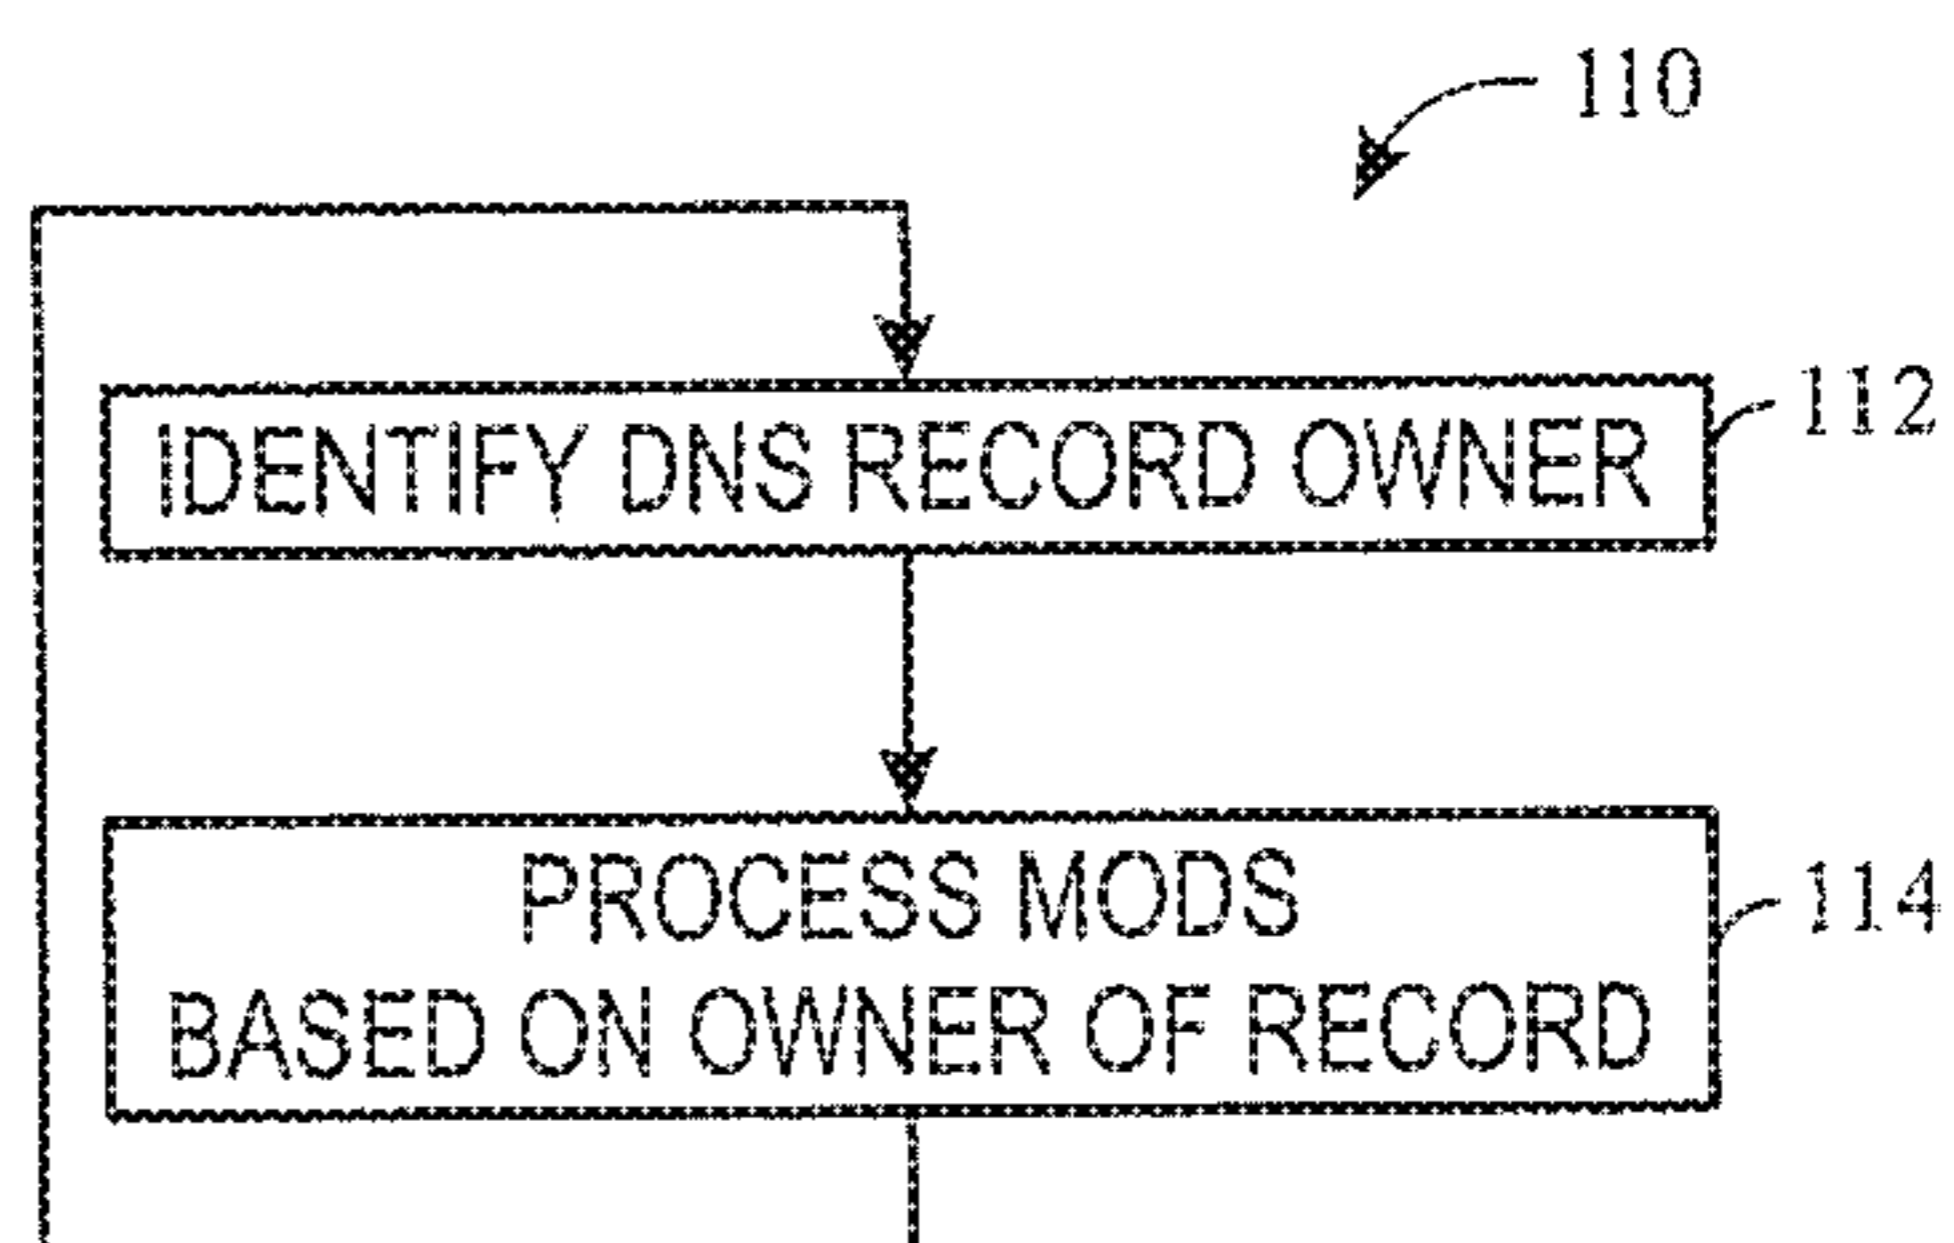 110
IDENTIFY DNS RECORD OWNER
112
PROCESS MODS
BASED ON OWNER OF RECORD
114